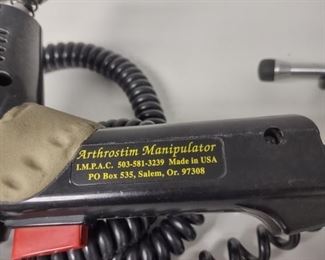 Arthrostim Manipulator
I.M.P.A.C. 503-581-3239 Made in USA
PO Box 535, Salem, Or. 97308